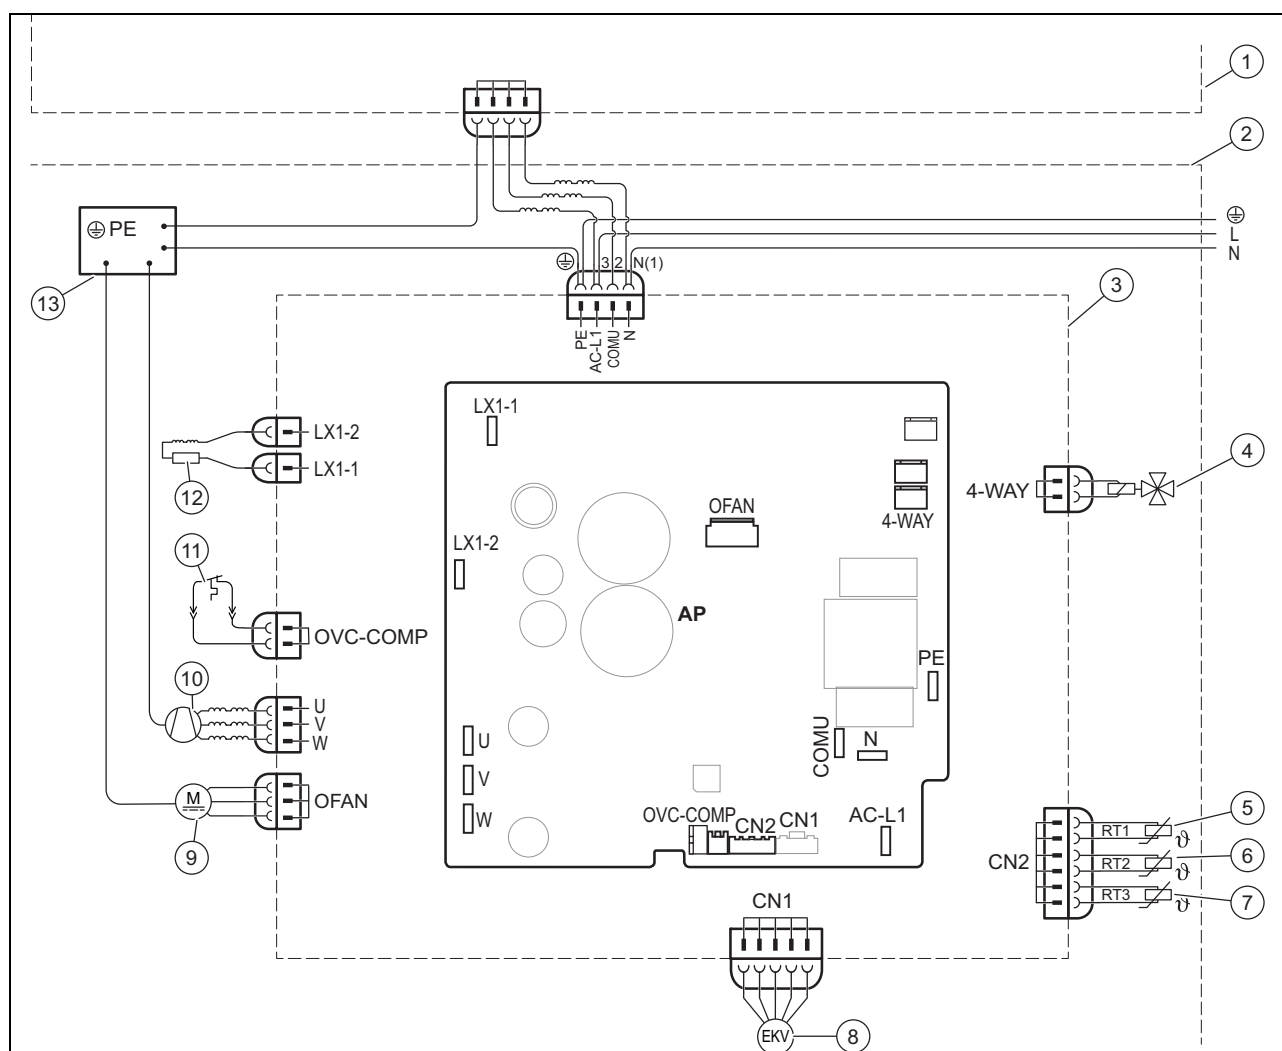 1
2
PE
L
N
3 2 N(1)
13
3
PE
AC-L1
COMU
N
LX1-1
LX1-2
LX1-1
12
4-WAY
4
4-WAY
OFAN
LX1-2
11
AP
OVC-COMP
PE
10
U
V
W
U
V
W
COMU
N
M
OFAN
9
OVC-COMP
CN2
CN1
AC-L1
CN2
RT1
ϑ
5
RT2
ϑ
6
RT3
ϑ
7
CN1
EKV
8